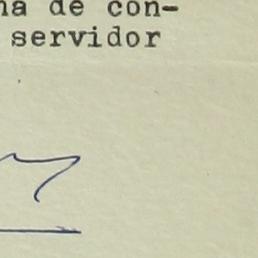 na de con-
servidor